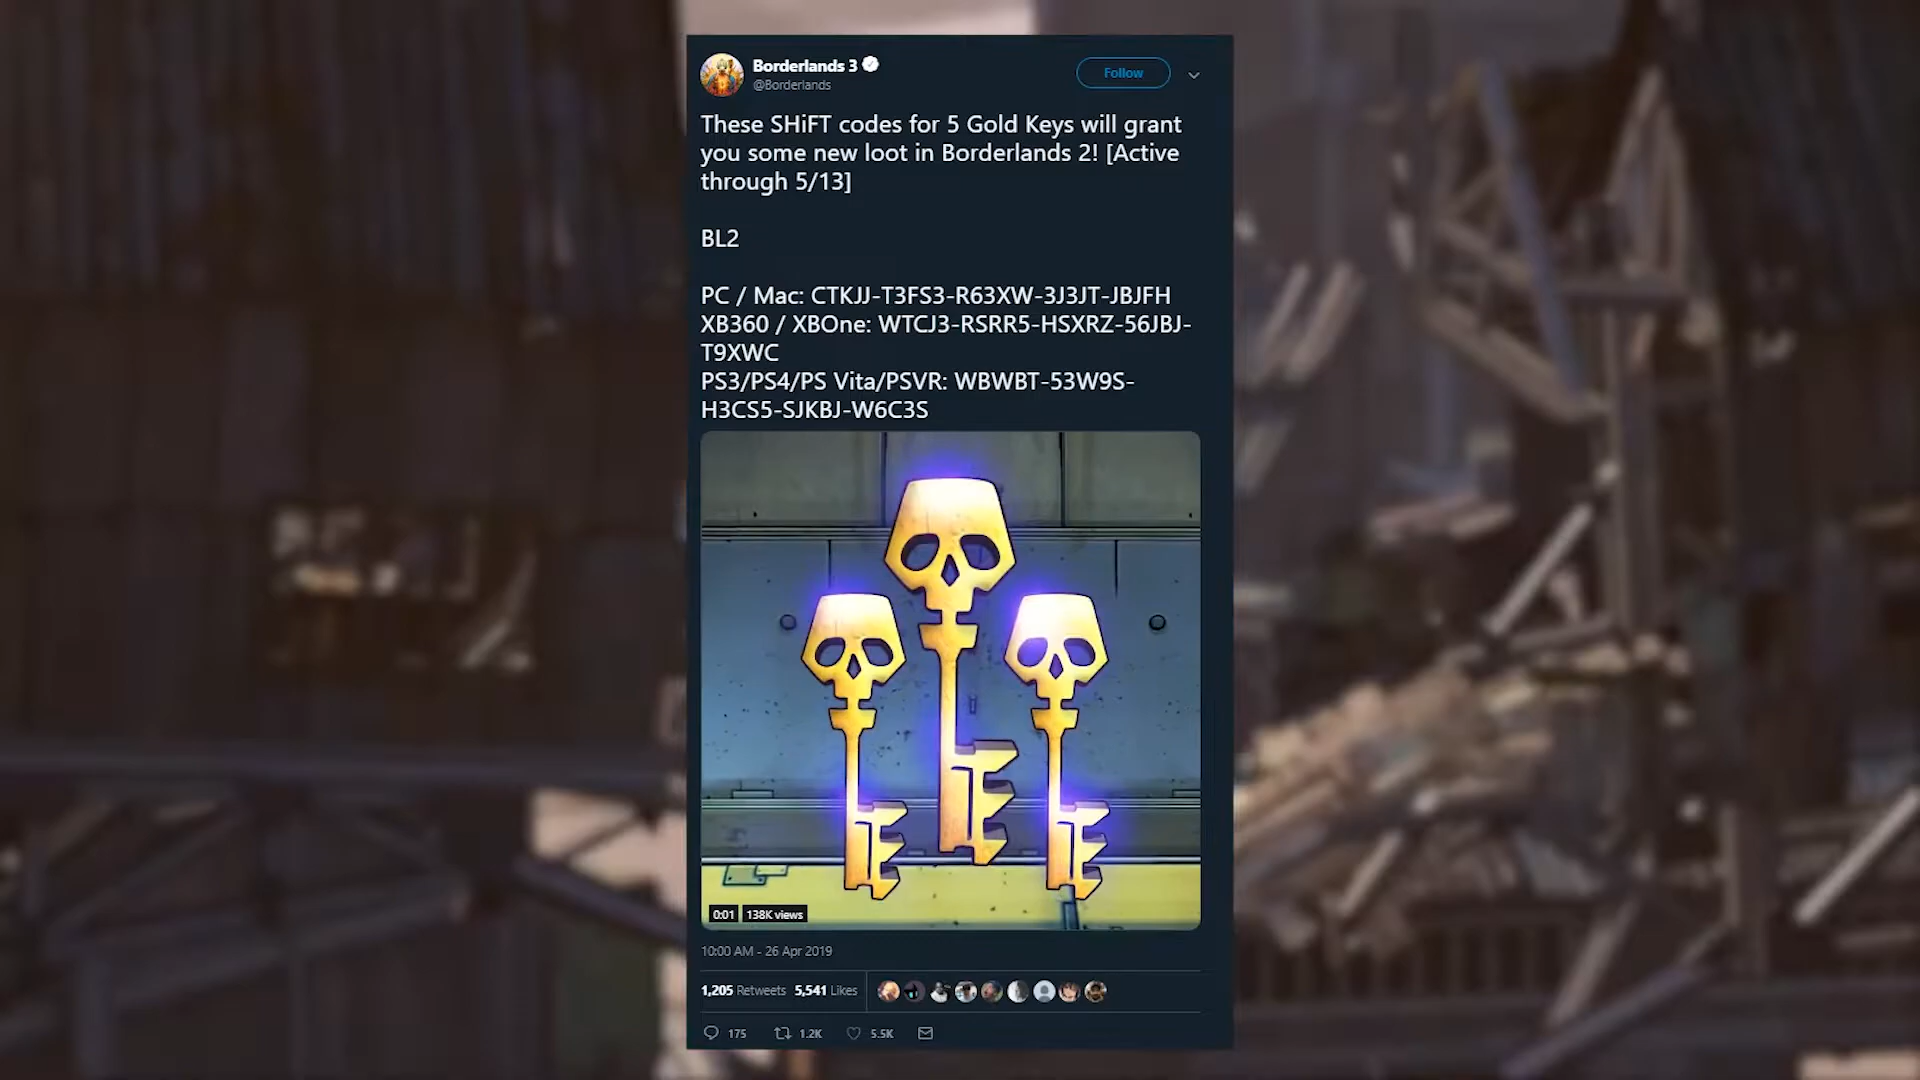 Borderlands 3
@Borderlands
Follow
These SHiFT codes for 5 Gold Keys will grant
you some new loot in Borderlands 2! [Active
through 5/13]
BL2
PC / Mac: CTKJJ-T3FS3-R63XW-3J3JT-JBJFH
XB360 / XBOne: WTCJ3-RSRR5-HSXRZ-56JBJ-
T9XWC
PS3/PS4/PS Vita/PSVR: WBWBT-53W9S-
H3CS5-SJKBJ-W6C3S
0:01 138K views
10:00 AM - 26 Apr 2019
1,205 Retweets 5,541 Likes
175 1.2K 5.5K